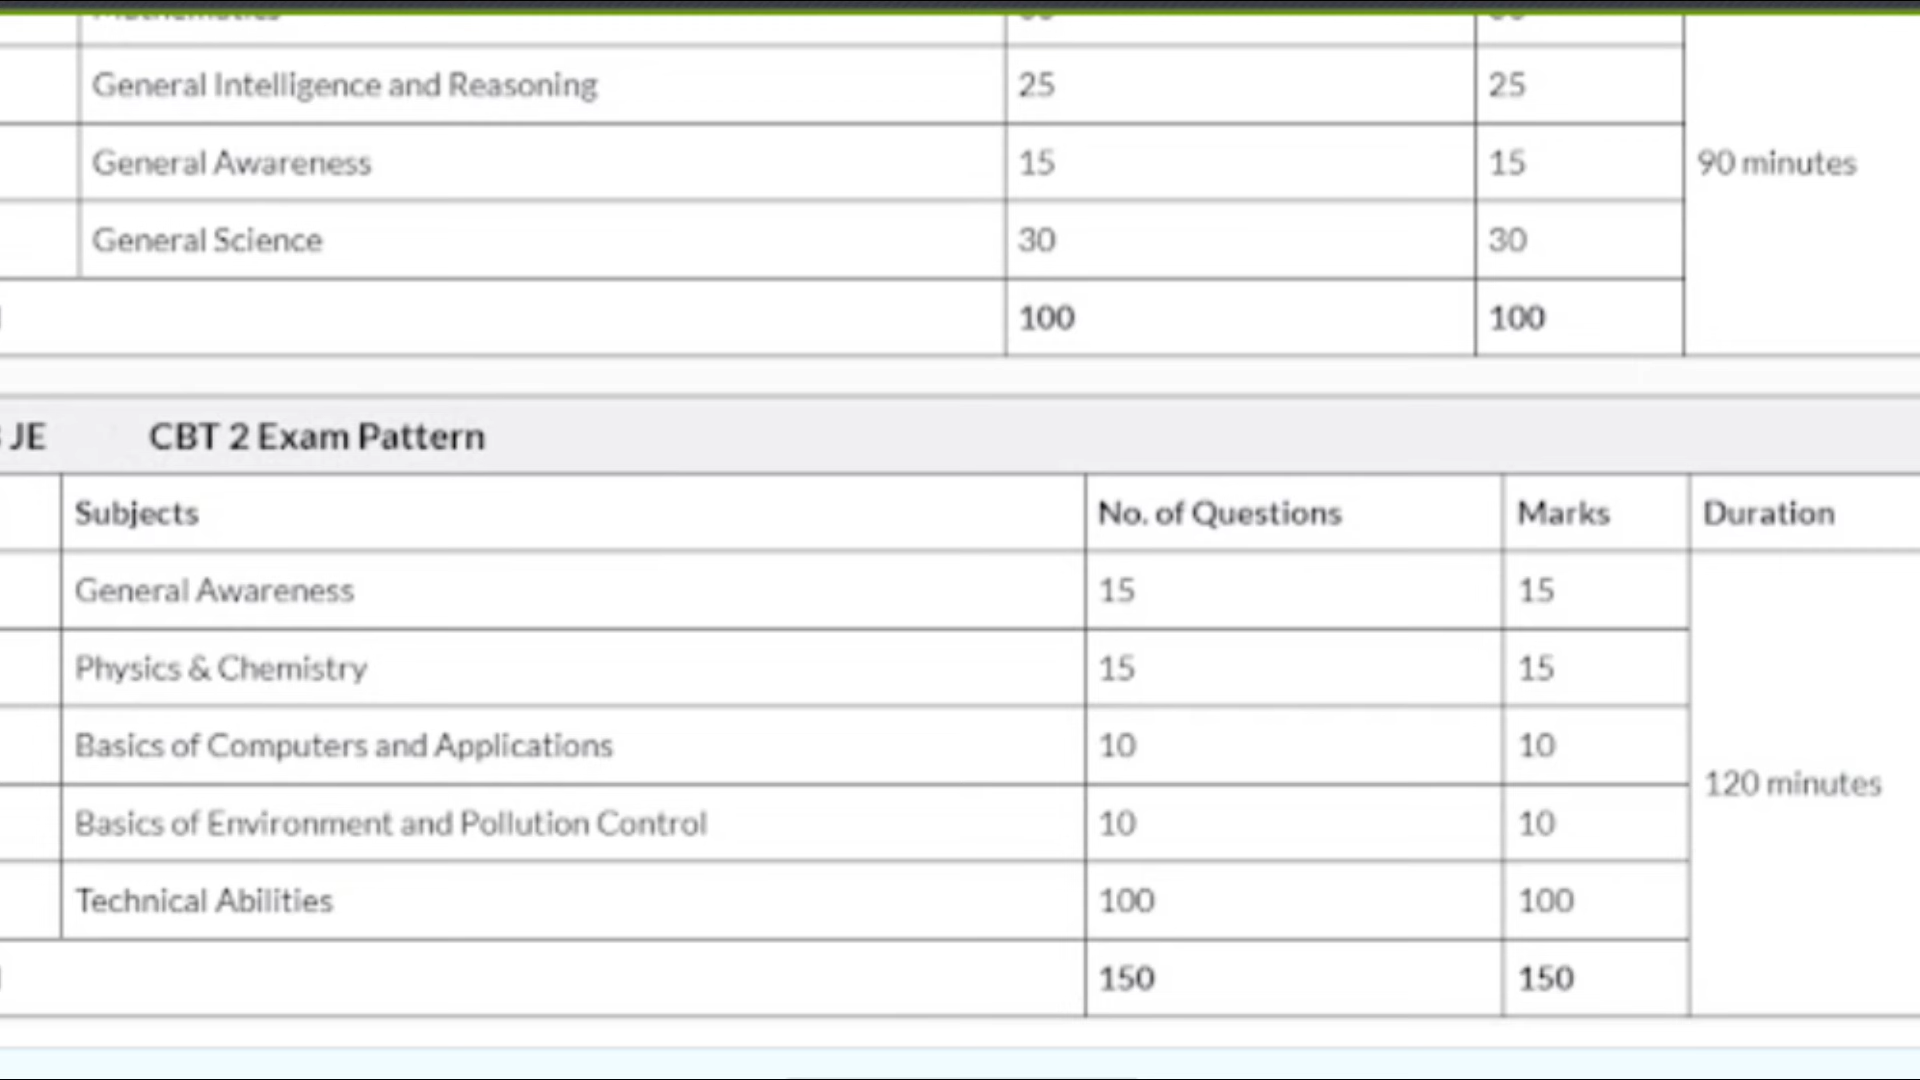 Mathematics
General Intelligence and Reasoning 25 25
General Awareness 15 15 90 minutes
General Science 30 30
100 100
JE CBT 2 Exam Pattern
Subjects No. of Questions Marks Duration
General Awareness 15 15
Physics & Chemistry 15 15
Basics of Computers and Applications 10 10
120 minutes
Basics of Environment and Pollution Control 10 10
Technical Abilities 100 100
150 150